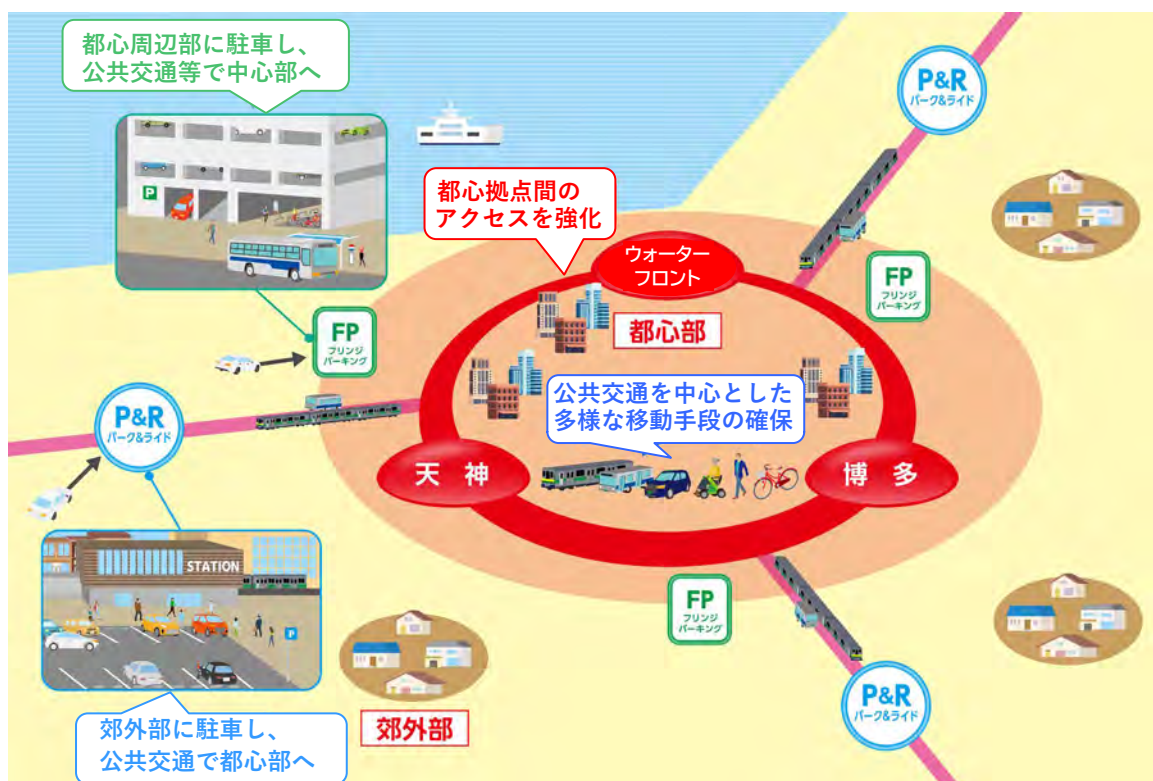 都心周辺部に駐車し、
公共交通等で中心部へ
P
P&R
パーク&ライド
都心拠点間の
アクセスを強化
ウォーター
フロント
FP
フリンジ
パーキング
都心部
FP
フリンジ
パーキング
公共交通を中心とした
多様な移動手段の確保
P&R
パーク&ライド
天神
博多
STATION
P
FP
フリンジ
パーキング
P&R
パーク&ライド
郊外部
郊外部に駐車し、
公共交通で都心部へ